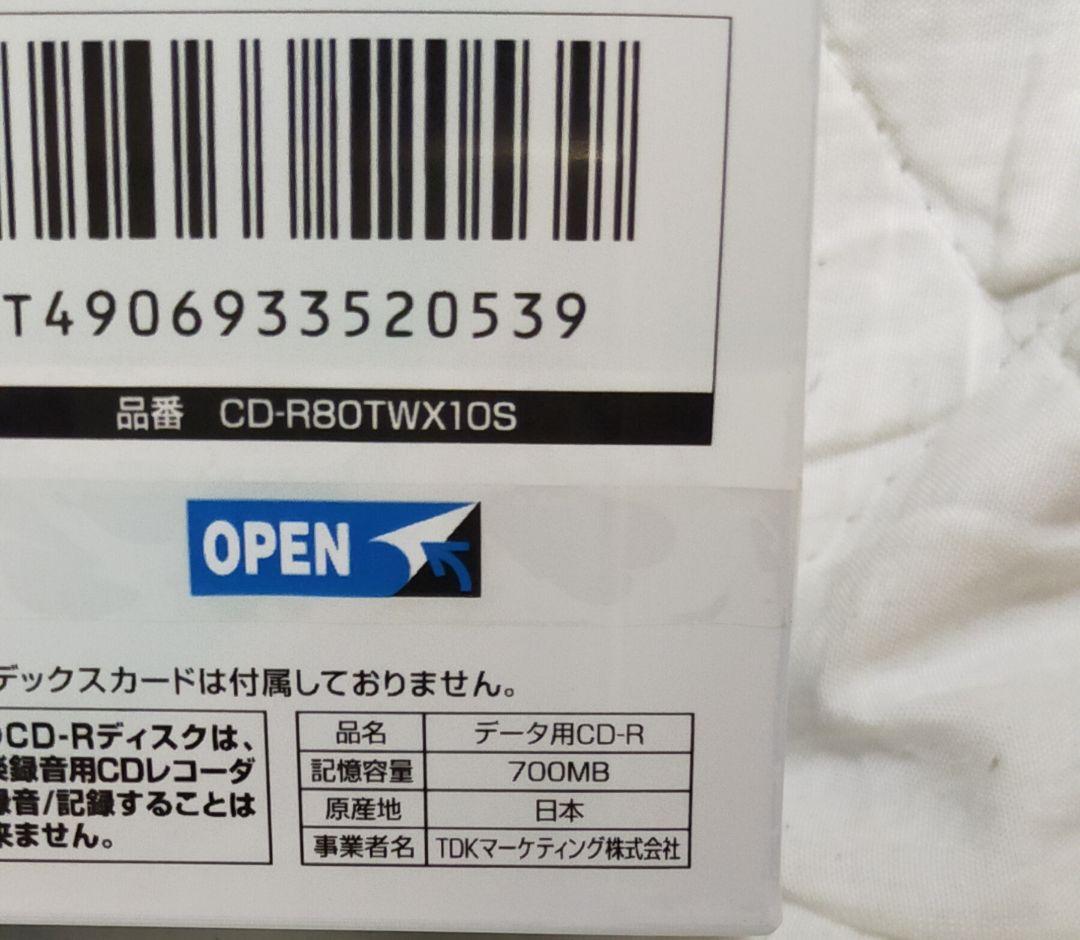 T4906933520539
品番 CD-R80TWX10S
OPEN
デックスカードは付属しておりません。
CD-Rディスクは、
録音用CDレコーダ
音/記録することは
来ません。
品名 データ用CD-R
記憶容量 700MB
原産地 日本
事業者名 TDKマーケティング株式会社